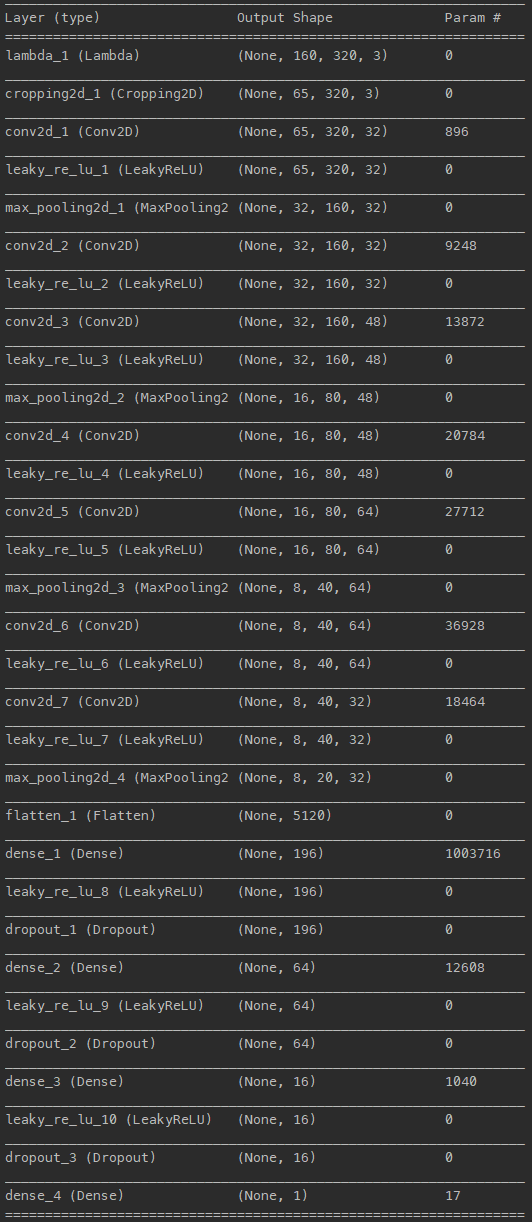 Layer (type) Output Shape Param #
=================================================================
lambda_1 (Lambda) (None, 160, 320, 3) 0
cropping2d_1 (Cropping2D) (None, 65, 320, 3) 0
conv2d_1 (Conv2D) (None, 65, 320, 32) 896
leaky_re_lu_1 (LeakyReLU) (None, 65, 320, 32) 0
max_pooling2d_1 (MaxPooling2 (None, 32, 160, 32) 0
conv2d_2 (Conv2D) (None, 32, 160, 32) 9248
leaky_re_lu_2 (LeakyReLU) (None, 32, 160, 32) 0
conv2d_3 (Conv2D) (None, 32, 160, 48) 13872
leaky_re_lu_3 (LeakyReLU) (None, 32, 160, 48) 0
max_pooling2d_2 (MaxPooling2 (None, 16, 80, 48) 0
conv2d_4 (Conv2D) (None, 16, 80, 48) 20784
leaky_re_lu_4 (LeakyReLU) (None, 16, 80, 48) 0
conv2d_5 (Conv2D) (None, 16, 80, 64) 27712
leaky_re_lu_5 (LeakyReLU) (None, 16, 80, 64) 0
max_pooling2d_3 (MaxPooling2 (None, 8, 40, 64) 0
conv2d_6 (Conv2D) (None, 8, 40, 64) 36928
leaky_re_lu_6 (LeakyReLU) (None, 8, 40, 64) 0
conv2d_7 (Conv2D) (None, 8, 40, 32) 18464
leaky_re_lu_7 (LeakyReLU) (None, 8, 40, 32) 0
max_pooling2d_4 (MaxPooling2 (None, 8, 20, 32) 0
flatten_1 (Flatten) (None, 5120) 0
dense_1 (Dense) (None, 196) 1003716
leaky_re_lu_8 (LeakyReLU) (None, 196) 0
dropout_1 (Dropout) (None, 196) 0
dense_2 (Dense) (None, 64) 12608
leaky_re_lu_9 (LeakyReLU) (None, 64) 0
dropout_2 (Dropout) (None, 64) 0
dense_3 (Dense) (None, 16) 1040
leaky_re_lu_10 (LeakyReLU) (None, 16) 0
dropout_3 (Dropout) (None, 16) 0
dense_4 (Dense) (None, 1) 17
=================================================================